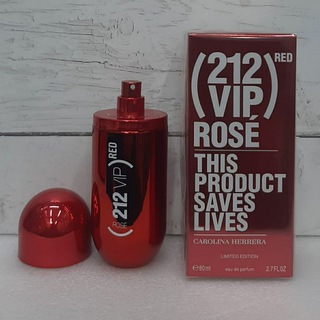 (212 VIP) RED
ROSÉ
(212 VIP) RED
ROSÉ
THIS
PRODUCT
SAVES
LIVES
CAROLINA HERRERA
LIMITED EDITION
℮ 80ml eau de parfum 2.7 FL.OZ